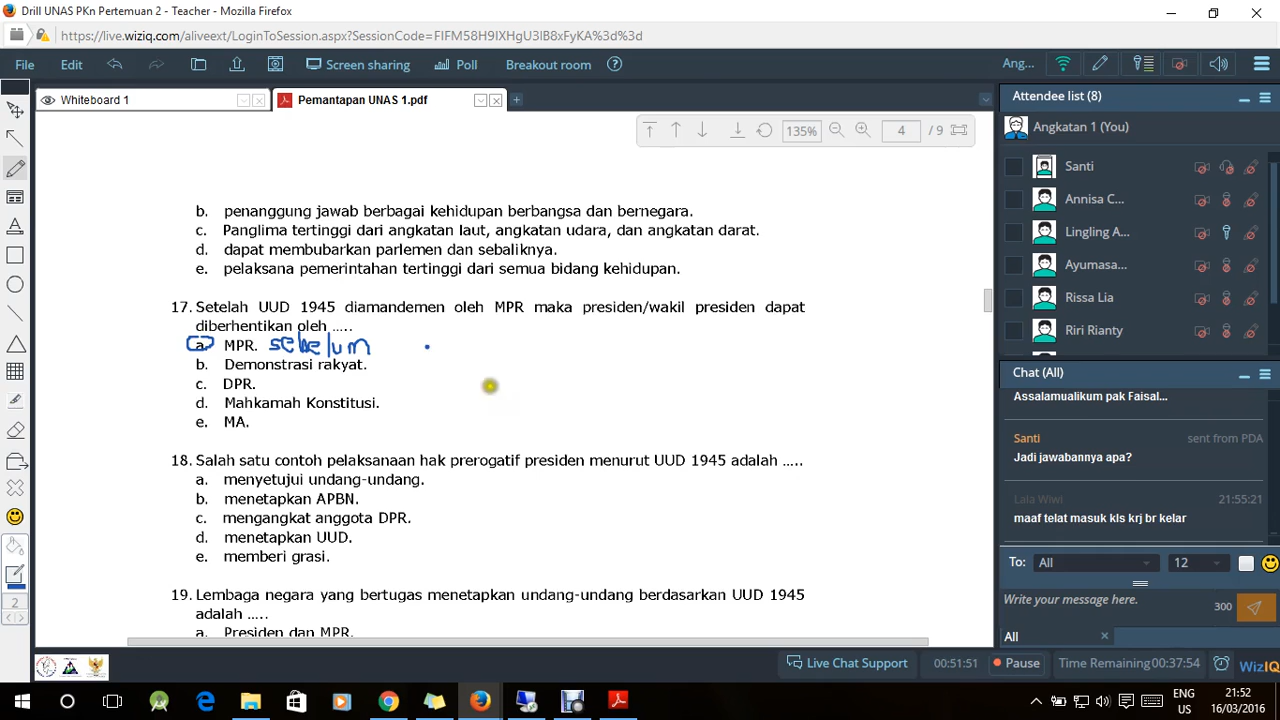 Drill UNAS PKn Pertemuan 2 - Teacher - Mozilla Firefox
https://live.wiziq.com/aliveext/LoginToSession.aspx?SessionCode=FIFM58H9IXHgU3IB8xFyKA%3d%3d
File Edit Screen sharing Poll Breakout room Ang...
Whiteboard 1 Pemantapan UNAS 1.pdf
Attendee list (8)
135% 4 / 9
Angkatan 1 (You)
Santi
Annisa C...
Lingling A...
Ayumasa...
Rissa Lia
Riri Rianty
b. penanggung jawab berbagai kehidupan berbangsa dan bernegara.
c. Panglima tertinggi dari angkatan laut, angkatan udara, dan angkatan darat.
d. dapat membubarkan parlemen dan sebaliknya.
e. pelaksana pemerintahan tertinggi dari semua bidang kehidupan.
17. Setelah UUD 1945 diamandemen oleh MPR maka presiden/wakil presiden dapat
diberhentikan oleh .....
a. MPR. sebelum
b. Demonstrasi rakyat.
c. DPR.
d. Mahkamah Konstitusi.
e. MA.
18. Salah satu contoh pelaksanaan hak prerogatif presiden menurut UUD 1945 adalah .....
a. menyetujui undang-undang.
b. menetapkan APBN.
c. mengangkat anggota DPR.
d. menetapkan UUD.
e. memberi grasi.
19. Lembaga negara yang bertugas menetapkan undang-undang berdasarkan UUD 1945
adalah .....
a. Presiden dan MPR.
Chat (All)
Assalamualikum pak Faisal...
Santi sent from PDA
Jadi jawabannya apa?
Lala Wiwi 21:55:21
maaf telat masuk kls krj br kelar
To: All 12
Write your message here. 300
All
2
Live Chat Support 00:51:51 Pause Time Remaining 00:37:54 WizIQ
ENG
US
21:52
16/03/2016